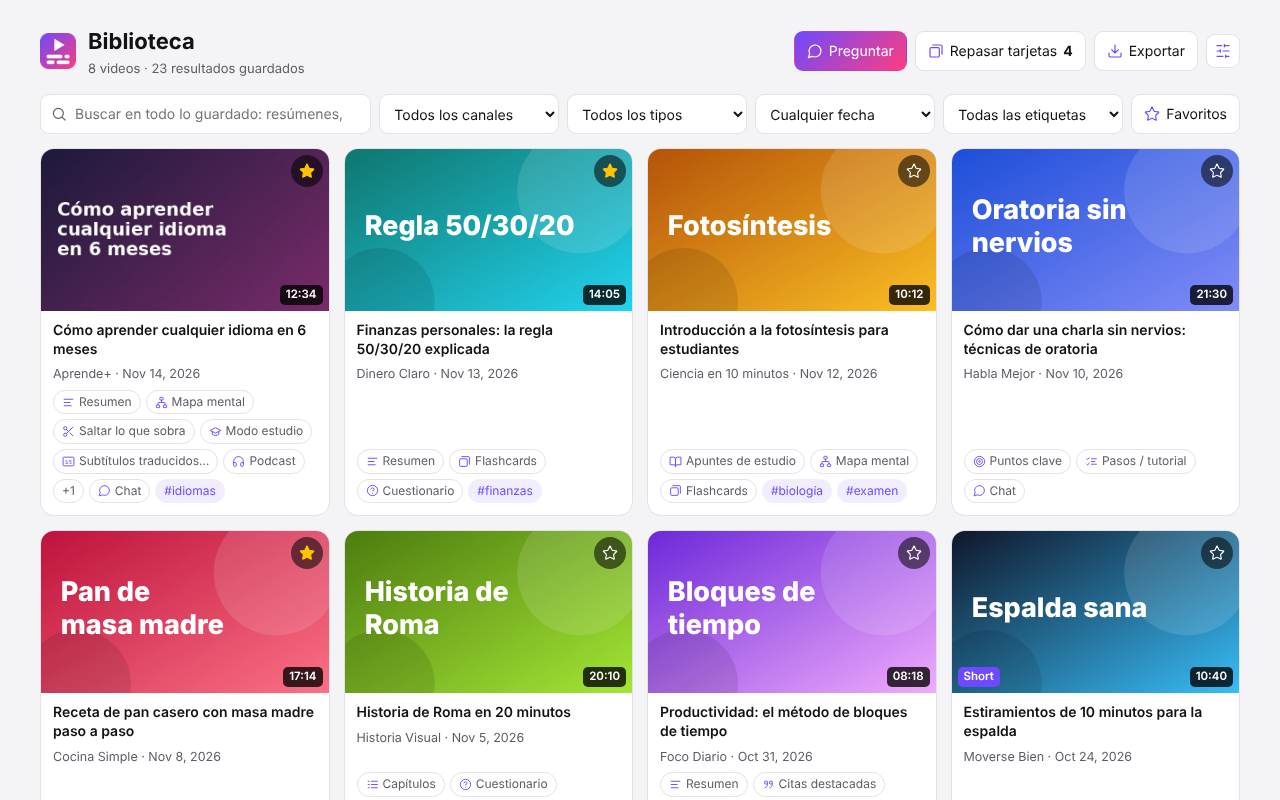 Biblioteca
8 videos · 23 resultados guardados
Preguntar
Repasar tarjetas 4
Exportar
Buscar en todo lo guardado: resúmenes,
Todos los canales
Todos los tipos
Cualquier fecha
Todas las etiquetas
Favoritos
Cómo aprender
cualquier idioma
en 6 meses
12:34
Cómo aprender cualquier idioma en 6
meses
Aprende+ · Nov 14, 2026
Resumen
Mapa mental
Saltar lo que sobra
Modo estudio
Subtítulos traducidos...
Podcast
+1
Chat
#idiomas
Regla 50/30/20
14:05
Finanzas personales: la regla
50/30/20 explicada
Dinero Claro · Nov 13, 2026
Resumen
Flashcards
Cuestionario
#finanzas
Fotosíntesis
10:12
Introducción a la fotosíntesis para
estudiantes
Ciencia en 10 minutos · Nov 12, 2026
Apuntes de estudio
Mapa mental
Flashcards
#biología
#examen
Oratoria sin
nervios
21:30
Cómo dar una charla sin nervios:
técnicas de oratoria
Habla Mejor · Nov 10, 2026
Puntos clave
Pasos / tutorial
Chat
Pan de
masa madre
17:14
Receta de pan casero con masa madre
paso a paso
Cocina Simple · Nov 8, 2026
Historia de
Roma
20:10
Historia de Roma en 20 minutos
Historia Visual · Nov 5, 2026
Capítulos
Cuestionario
Bloques de
tiempo
08:18
Productividad: el método de bloques
de tiempo
Foco Diario · Oct 31, 2026
Resumen
Citas destacadas
Espalda sana
Short
10:40
Estiramientos de 10 minutos para la
espalda
Moverse Bien · Oct 24, 2026